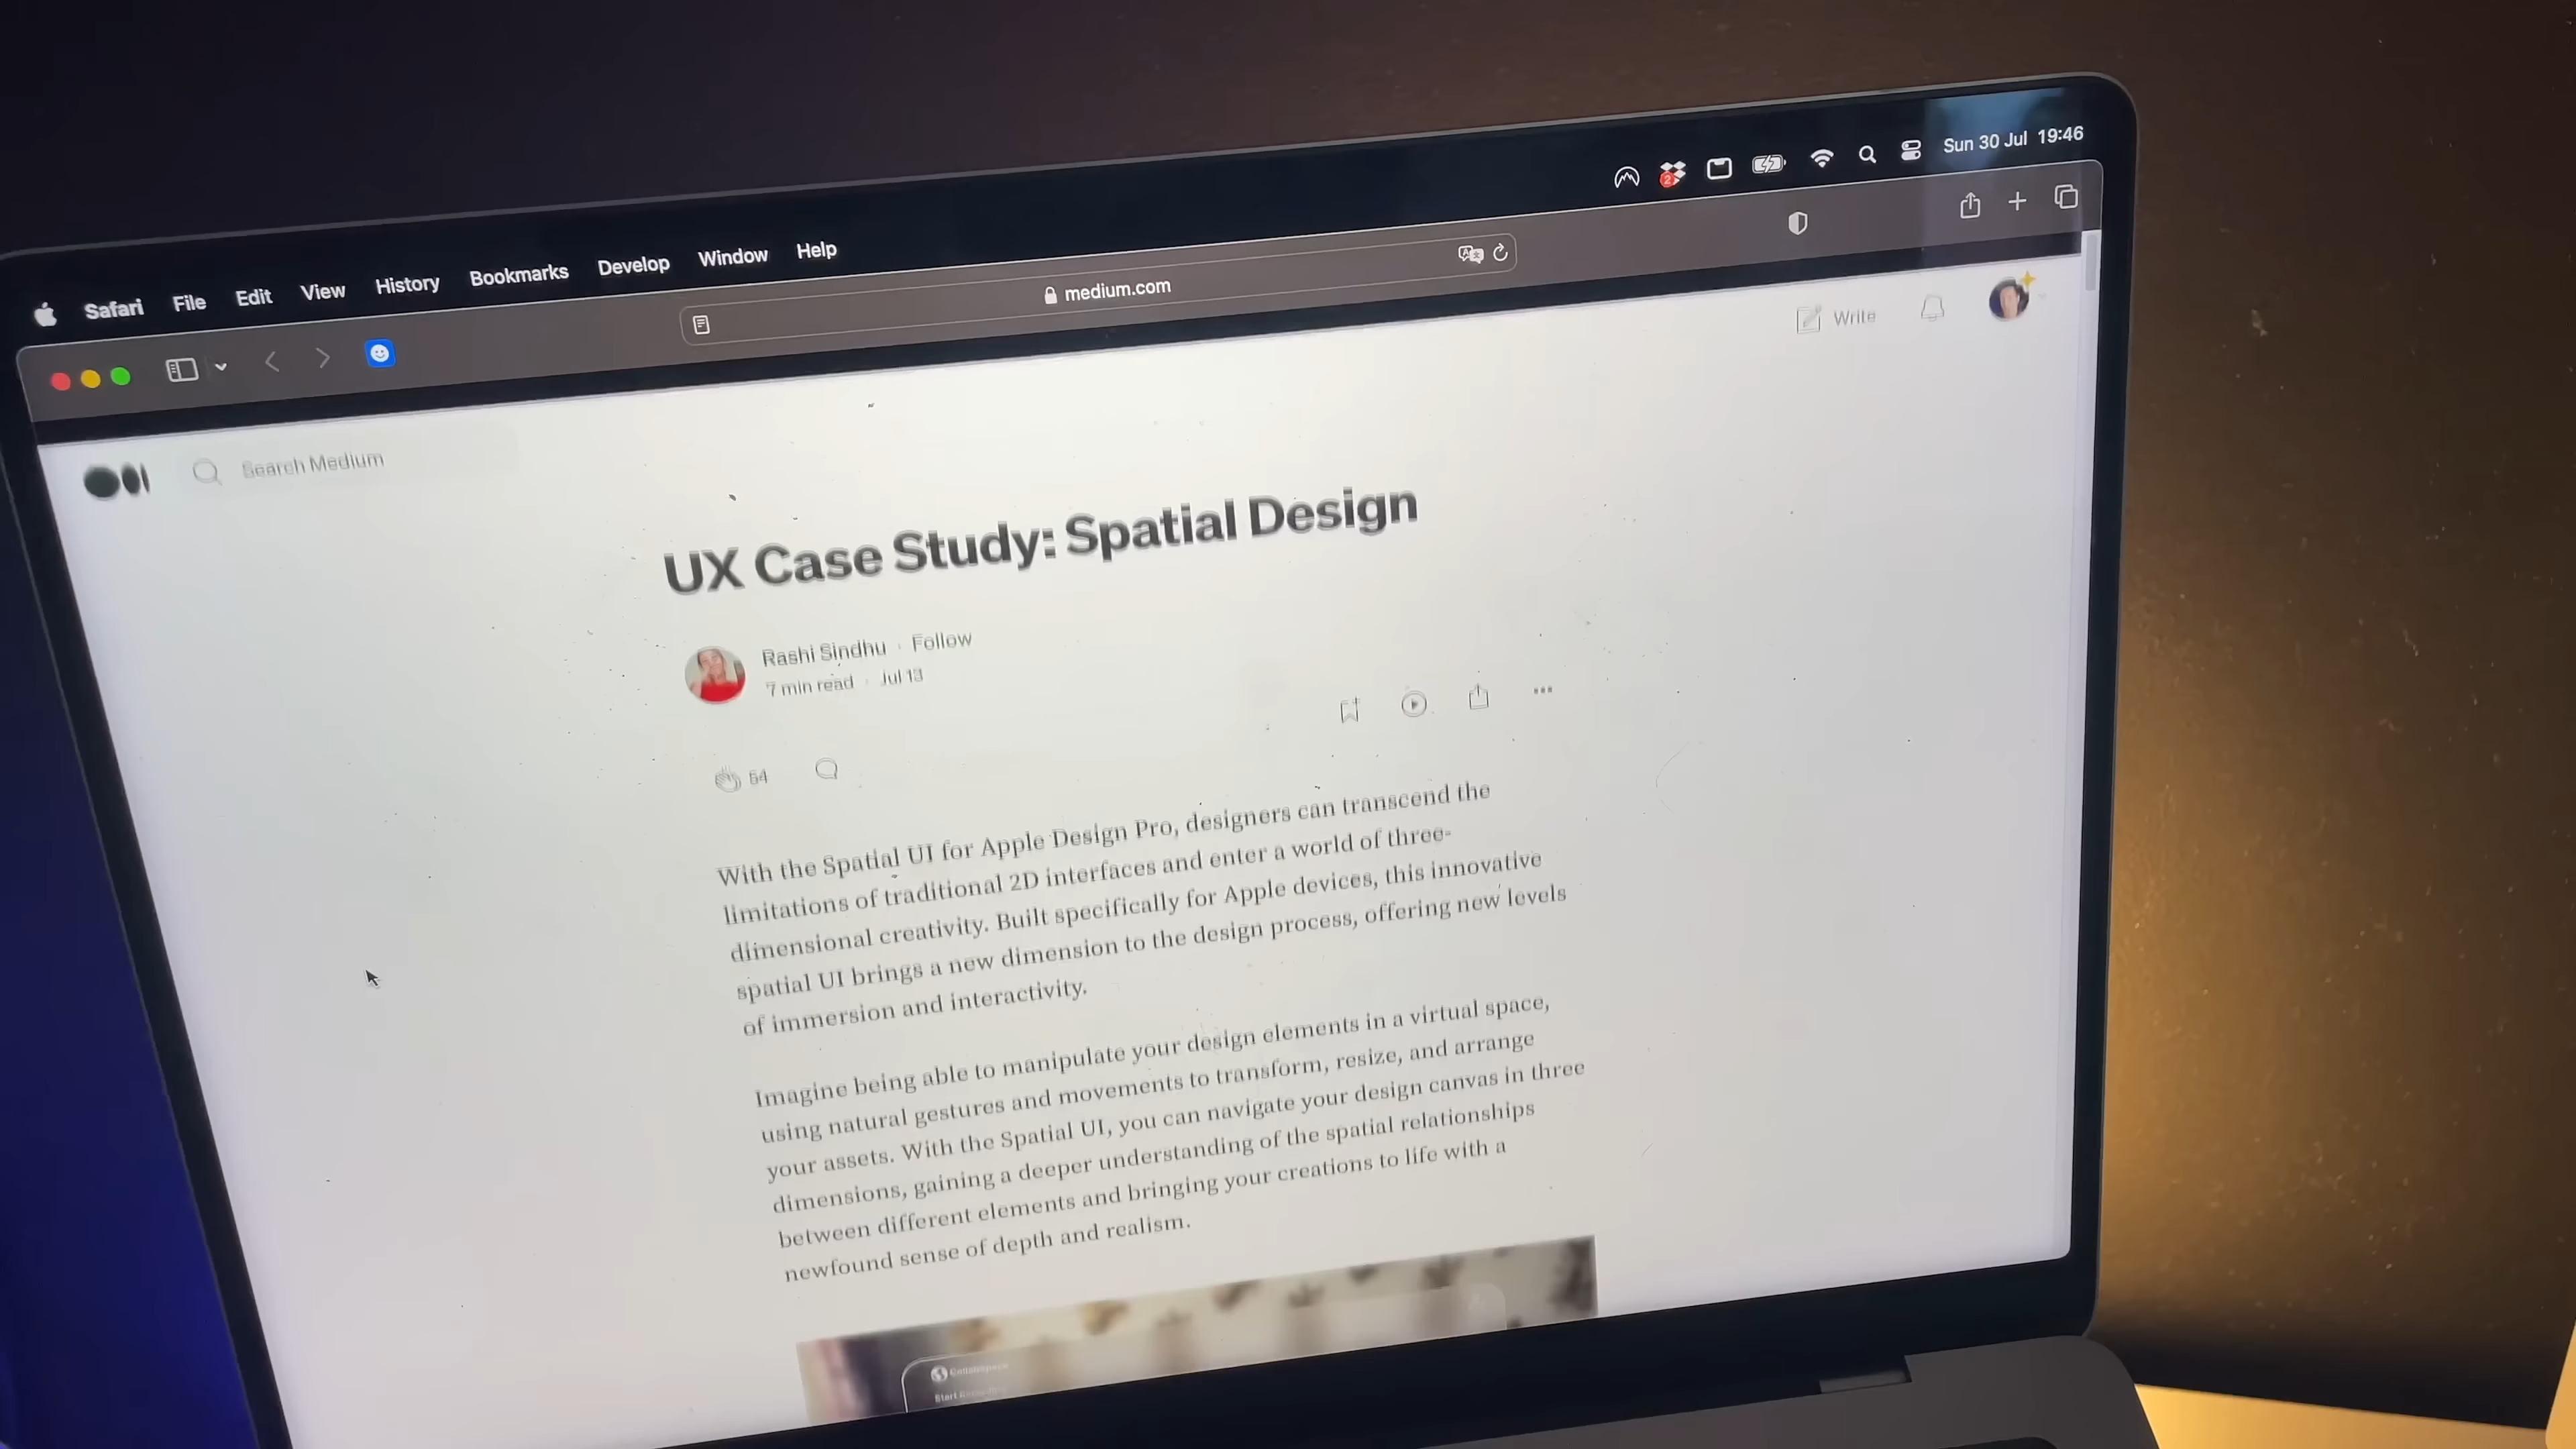 Safari File Edit View History Bookmarks Develop Window Help
2
Sun 30 Jul 19:46
medium.com
Search Medium
Write
UX Case Study: Spatial Design
Rashi Sindhu · Follow
7 min read · Jul 13
54
With the Spatial UI for Apple Design Pro, designers can transcend the
limitations of traditional 2D interfaces and enter a world of three-
dimensional creativity. Built specifically for Apple devices, this innovative
spatial UI brings a new dimension to the design process, offering new levels
of immersion and interactivity.
Imagine being able to manipulate your design elements in a virtual space,
using natural gestures and movements to transform, resize, and arrange
your assets. With the Spatial UI, you can navigate your design canvas in three
dimensions, gaining a deeper understanding of the spatial relationships
between different elements and bringing your creations to life with a
newfound sense of depth and realism.
Start